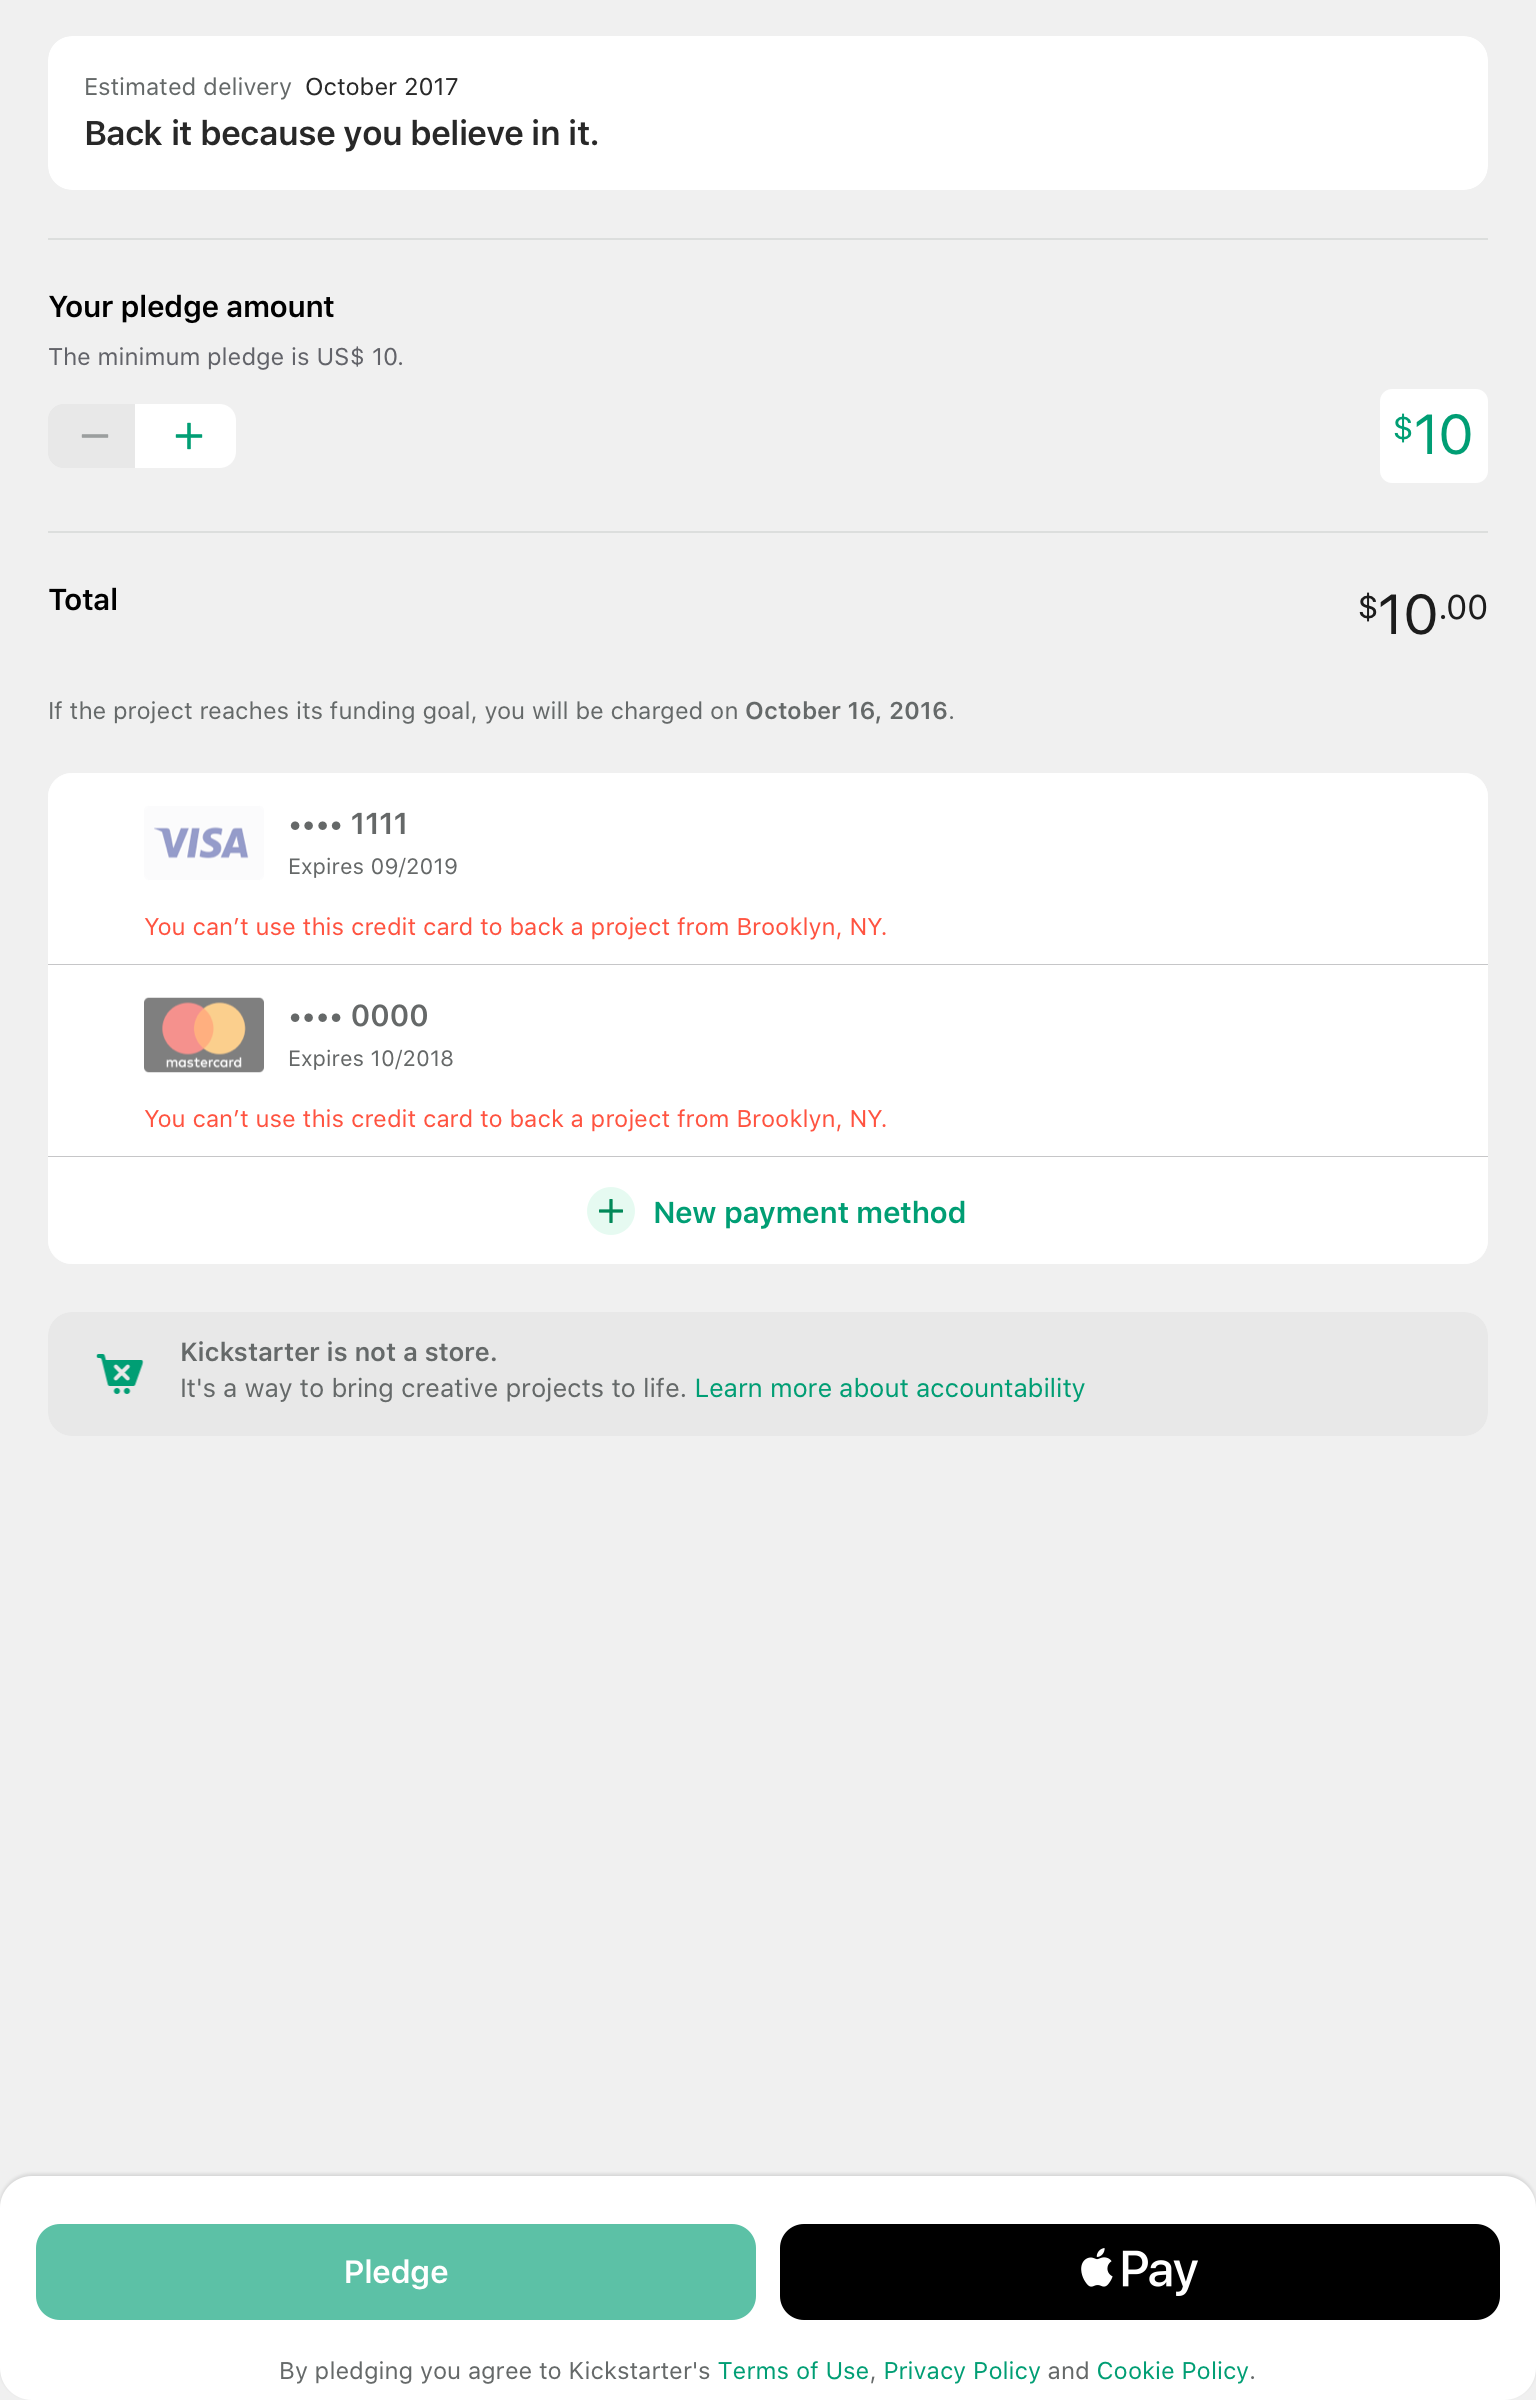 Estimated delivery October 2017
Back it because you believe in it.
Your pledge amount
The minimum pledge is US$ 10.
$10
Total
$10.00
If the project reaches its funding goal, you will be charged on October 16, 2016.
VISA
•••• 1111
Expires 09/2019
You can’t use this credit card to back a project from Brooklyn, NY.
mastercard
•••• 0000
Expires 10/2018
You can’t use this credit card to back a project from Brooklyn, NY.
New payment method
Kickstarter is not a store.
It's a way to bring creative projects to life. Learn more about accountability
Pledge
Pay
By pledging you agree to Kickstarter's Terms of Use, Privacy Policy and Cookie Policy.